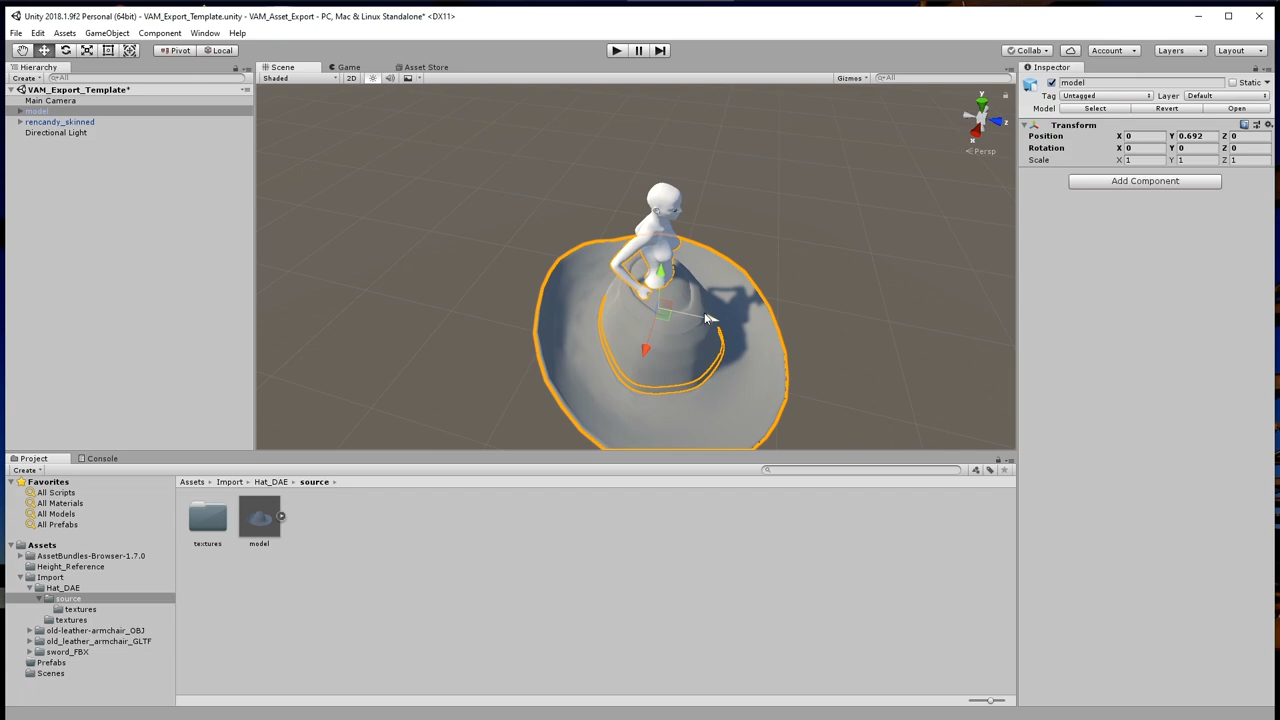 Unity 2018.1.9f2 Personal (64bit) - VAM_Export_Template.unity - VAM_Asset_Export - PC, Mac & Linux Standalone* <DX11>
File Edit Assets GameObject Component Window Help
Pivot Local Collab Account Layers Layout
Hierarchy
Create All
VAM_Export_Template*
Main Camera
model
rencandy_skinned
Directional Light
Scene Game Asset Store
Shaded 2D Gizmos All
y
z
x
Persp
Inspector
model Static
Tag Untagged Layer Default
Model Select Revert Open
Transform
Position X 0 Y 0.692 Z 0
Rotation X 0 Y 0 Z 0
Scale X 1 Y 1 Z 1
Add Component
Project Console
Create
Favorites
All Scripts
All Materials
All Models
All Prefabs
Assets
AssetBundles-Browser-1.7.0
Height_Reference
Import
Hat_DAE
source
textures
textures
old-leather-armchair_OBJ
old_leather_armchair_GLTF
sword_FBX
Prefabs
Scenes
Assets Import Hat_DAE source
textures model